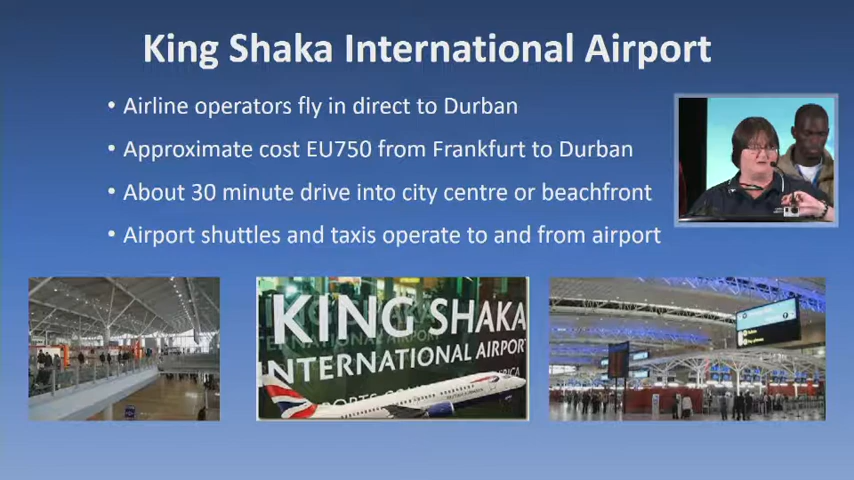 King Shaka International Airport
• Airline operators fly in direct to Durban
• Approximate cost EU750 from Frankfurt to Durban
• About 30 minute drive into city centre or beachfront
• Airport shuttles and taxis operate to and from airport
KING SHAKA
INTERNATIONAL AIRPORT